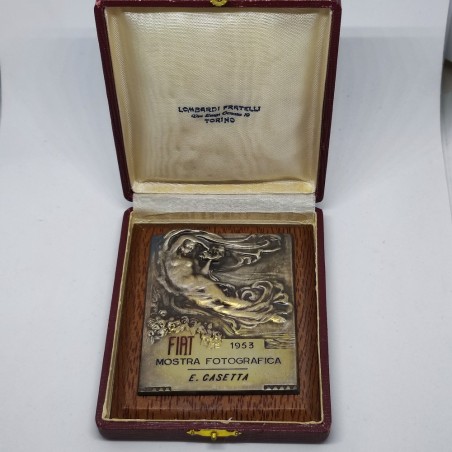 LOMBARDI FRATELLI
TORINO
FIAT 1953
MOSTRA FOTOGRAFICA
E. CASETTA